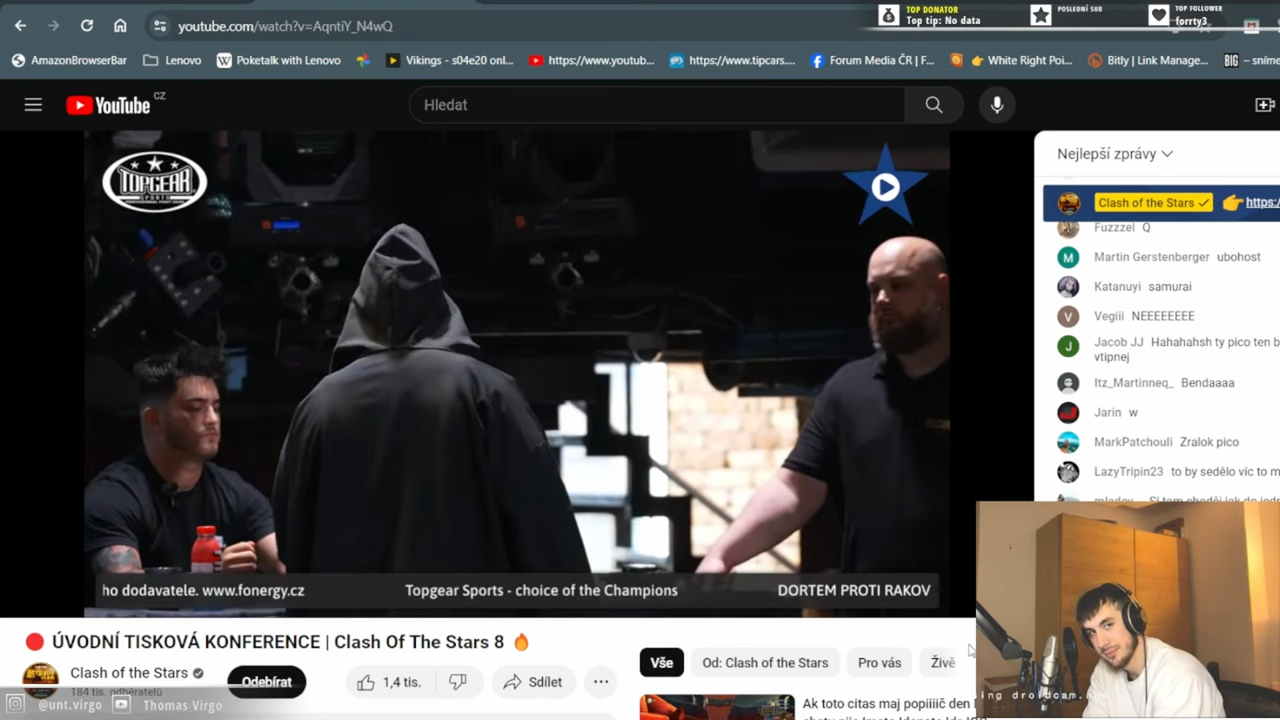 youtube.com/watch?v=AqntiY_N4wQ
TOP DONATOR
Top tip: No data
POSLEDNÍ SUB
TOP FOLLOWER
forrty3
AmazonBrowserBar
Lenovo
Poketalk with Lenovo
Vikings - s04e20 onl...
https://www.youtub...
https://www.tipcars....
Forum Media ČR | F...
White Right Poi...
Bitly | Link Manage...
BIG
– sníme
YouTube CZ
Hledat
TOPGEAR
SPORTS
Nejlepší zprávy
Clash of the Stars
https:/
Fuzzzel Q
Martin Gerstenberger ubohost
Katanuyi samurai
Vegiii NEEEEEEEE
Jacob JJ Hahahahsh ty pico ten b
vtipnej
Itz_Martinneq_ Bendaaaa
Jarin w
MarkPatchouli Zralok pico
LazyTripin23 to by sedělo víc to m
ho dodavatele. www.fonergy.cz
Topgear Sports - choice of the Champions
DORTEM PROTI RAKOV
ÚVODNÍ TISKOVÁ KONFERENCE | Clash Of The Stars 8
Clash of the Stars
184 tis. odběratelů
Odebírat
1,4 tis.
Sdílet
Vše
Od: Clash of the Stars
Pro vás
Živě
@unt.virgo
Thomas Virgo
Ak toto citas maj popiiič den